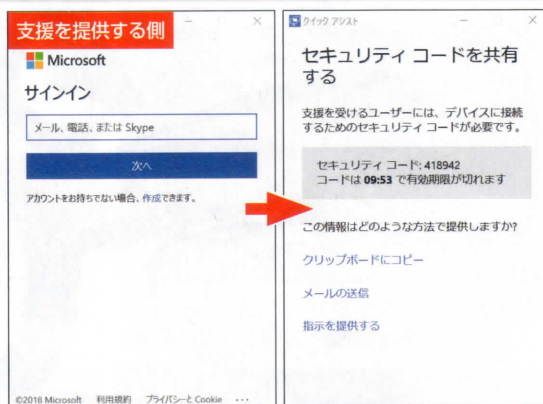 支援を提供する側
Microsoft
サインイン
メール、電話、または Skype
次へ
アカウントをお持ちでない場合、作成できます。
©2018 Microsoft 利用規約 プライバシーと Cookie ...
クイック アシスト
セキュリティ コードを共有
する
支援を受けるユーザーには、デバイスに接続
するためのセキュリティ コードが必要です。
セキュリティ コード: 418942
コードは 09:53 で有効期限が切れます
この情報はどのような方法で提供しますか?
クリップボードにコピー
メールの送信
指示を提供する